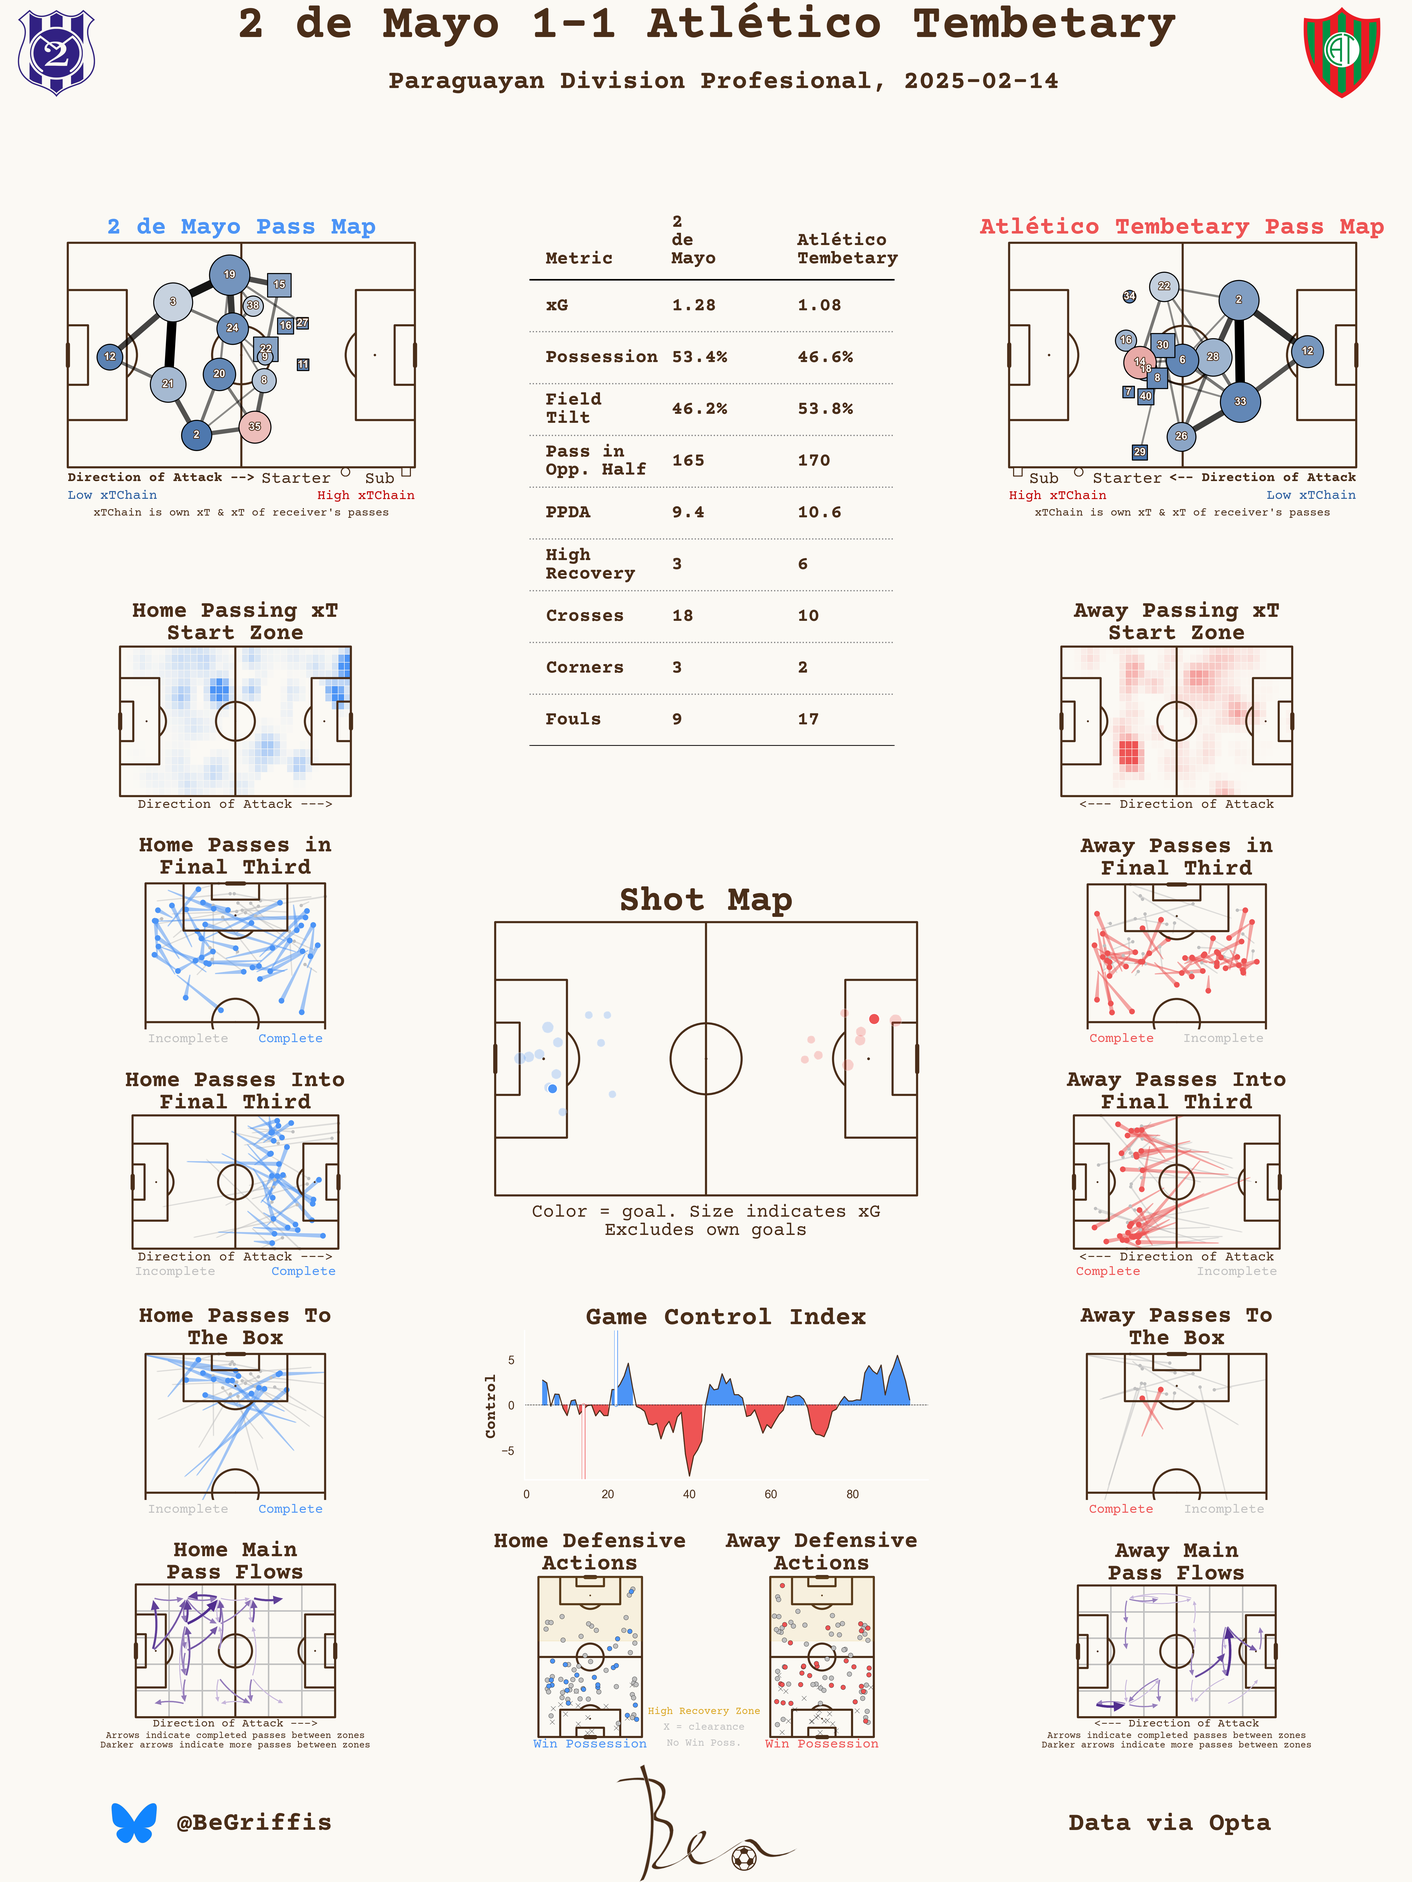 2 de Mayo 1-1 Atlético Tembetary
Paraguayan Division Profesional, 2025-02-14
2
AT
2 de Mayo Pass Map
19
15
3
38
24
16
27
22
9
12
11
20
21
8
35
2
Direction of Attack --> Starter Sub
Low xTChain High xTChain
xTChain is own xT & xT of receiver's passes
Metric 2 de Mayo Atlético Tembetary
xG 1.28 1.08
Possession 53.4% 46.6%
Field Tilt 46.2% 53.8%
Pass in Opp. Half 165 170
PPDA 9.4 10.6
High Recovery 3 6
Crosses 18 10
Corners 3 2
Fouls 9 17
Atlético Tembetary Pass Map
34
22
2
16
30
14
18
6
28
12
8
7
40
33
26
29
Sub Starter <-- Direction of Attack
High xTChain Low xTChain
xTChain is own xT & xT of receiver's passes
Home Passing xT
Start Zone
Direction of Attack --->
Away Passing xT
Start Zone
<--- Direction of Attack
Home Passes in
Final Third
Incomplete Complete
Away Passes in
Final Third
Complete Incomplete
Shot Map
Color = goal. Size indicates xG
Excludes own goals
Home Passes Into
Final Third
Direction of Attack --->
Incomplete Complete
Away Passes Into
Final Third
<--- Direction of Attack
Complete Incomplete
Home Passes To
The Box
Incomplete Complete
Game Control Index
Control
5
0
−5
0 20 40 60 80
Away Passes To
The Box
Complete Incomplete
Home Main
Pass Flows
Direction of Attack --->
Arrows indicate completed passes between zones
Darker arrows indicate more passes between zones
Home Defensive
Actions
Win Possession
Away Defensive
Actions
Win Possession
High Recovery Zone
X = clearance
No Win Poss.
Away Main
Pass Flows
<--- Direction of Attack
Arrows indicate completed passes between zones
Darker arrows indicate more passes between zones
@BeGriffis
Ben
Data via Opta